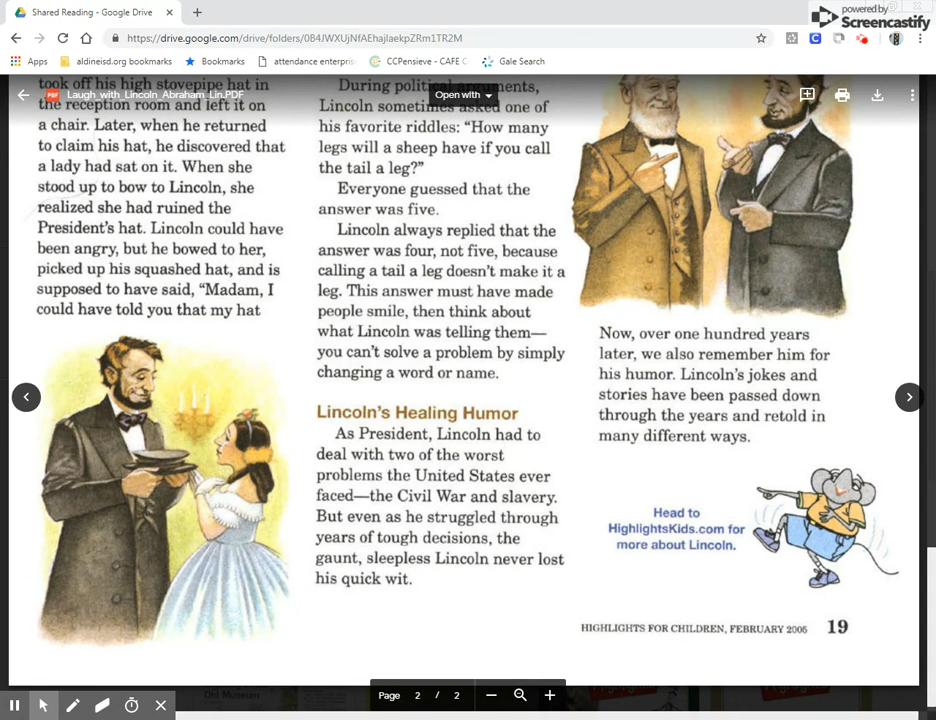 Shared Reading - Google Drive
https://drive.google.com/drive/folders/0B4JWXUjNfAEhajlaekpZRm1TR2M
powered by
Screencastify
Apps
aldineisd.org bookmarks
Bookmarks
attendance enterpris
CCPensieve - CAFE C
Gale Search
PDF
Laugh_with_Lincoln_Abraham_Lin.PDF
Open with
took off his high stovepipe hat in
the reception room and left it on
a chair. Later, when he returned
to claim his hat, he discovered that
a lady had sat on it. When she
stood up to bow to Lincoln, she
realized she had ruined the
President's hat. Lincoln could have
been angry, but he bowed to her,
picked up his squashed hat, and is
supposed to have said, “Madam, I
could have told you that my hat
During political arguments,
Lincoln sometimes asked one of
his favorite riddles: “How many
legs will a sheep have if you call
the tail a leg?”
Everyone guessed that the
answer was five.
Lincoln always replied that the
answer was four, not five, because
calling a tail a leg doesn't make it a
leg. This answer must have made
people smile, then think about
what Lincoln was telling them—
you can't solve a problem by simply
changing a word or name.
Lincoln's Healing Humor
As President, Lincoln had to
deal with two of the worst
problems the United States ever
faced—the Civil War and slavery.
But even as he struggled through
years of tough decisions, the
gaunt, sleepless Lincoln never lost
his quick wit.
Now, over one hundred years
later, we also remember him for
his humor. Lincoln's jokes and
stories have been passed down
through the years and retold in
many different ways.
Head to
HighlightsKids.com for
more about Lincoln.
HIGHLIGHTS FOR CHILDREN, FEBRUARY 2005 19
Page 2 / 2